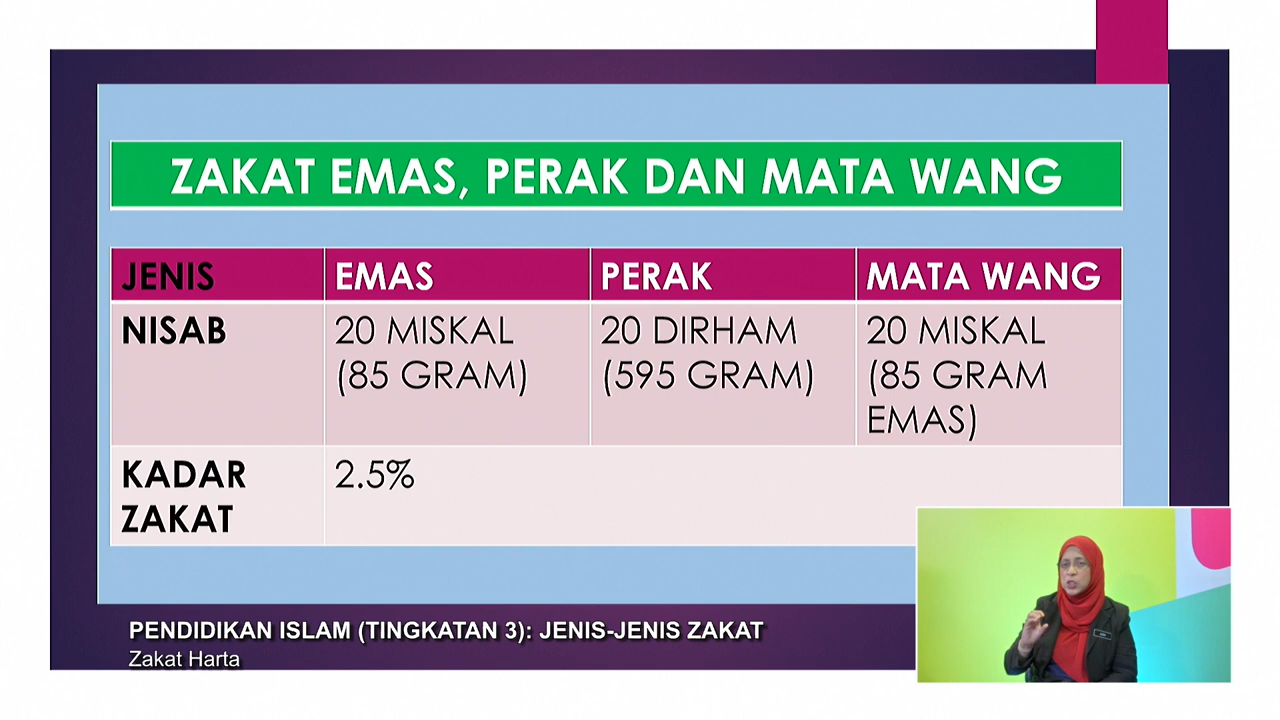 ZAKAT EMAS, PERAK DAN MATA WANG
JENIS
EMAS
PERAK
MATA WANG
NISAB
20 MISKAL
(85 GRAM)
20 DIRHAM
(595 GRAM)
20 MISKAL
(85 GRAM
EMAS)
KADAR
ZAKAT
2.5%
PENDIDIKAN ISLAM (TINGKATAN 3): JENIS-JENIS ZAKAT
Zakat Harta